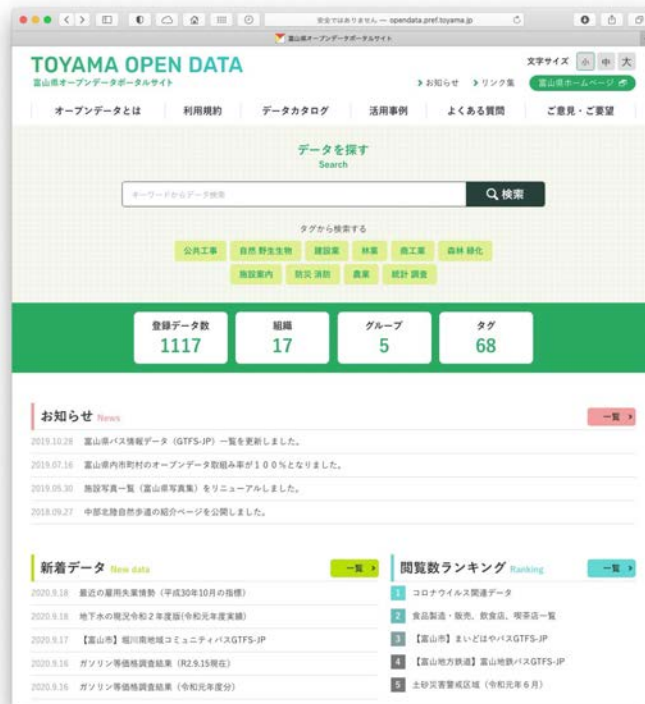 安全ではありません — opendata.pref.toyama.jp
富山県オープンデータポータルサイト
TOYAMA OPEN DATA
富山県オープンデータポータルサイト
文字サイズ 小 中 大
お知らせ リンク集 富山県ホームページ
オープンデータとは 利用規約 データカタログ 活用事例 よくある質問 ご意見・ご要望
データを探す
Search
キーワードからデータ検索 検索
タグから検索する
公共工事 自然 野生生物 建設業 林業 商工業 森林 緑化
施設案内 防災 消防 農業 統計 調査
登録データ数 組織 グループ タグ
1117 17 5 68
お知らせ News 一覧
2019.10.28 富山県バス情報データ（GTFS-JP）一覧を更新しました。
2019.07.16 富山県内市町村のオープンデータ取組み率が１００％となりました。
2019.05.30 施設写真一覧（富山県写真集）をリニューアルしました。
2018.09.27 中部北陸自然歩道の紹介ページを公開しました。
新着データ New data 一覧
2020.9.18 最近の雇用失業情勢（平成30年10月の指標）
2020.9.18 地下水の現況令和２年度版(令和元年度実績)
2020.9.17 【富山市】堀川南地域コミュニティバスGTFS-JP
2020.9.16 ガソリン等価格調査結果（R2.9.15現在）
2020.9.16 ガソリン等価格調査結果（令和元年度分）
閲覧数ランキング Ranking 一覧
1 コロナウイルス関連データ
2 食品製造・販売、飲食店、喫茶店一覧
3 【富山市】まいどはやバスGTFS-JP
4 【富山地方鉄道】富山地鉄バスGTFS-JP
5 土砂災害警戒区域（令和元年６月）